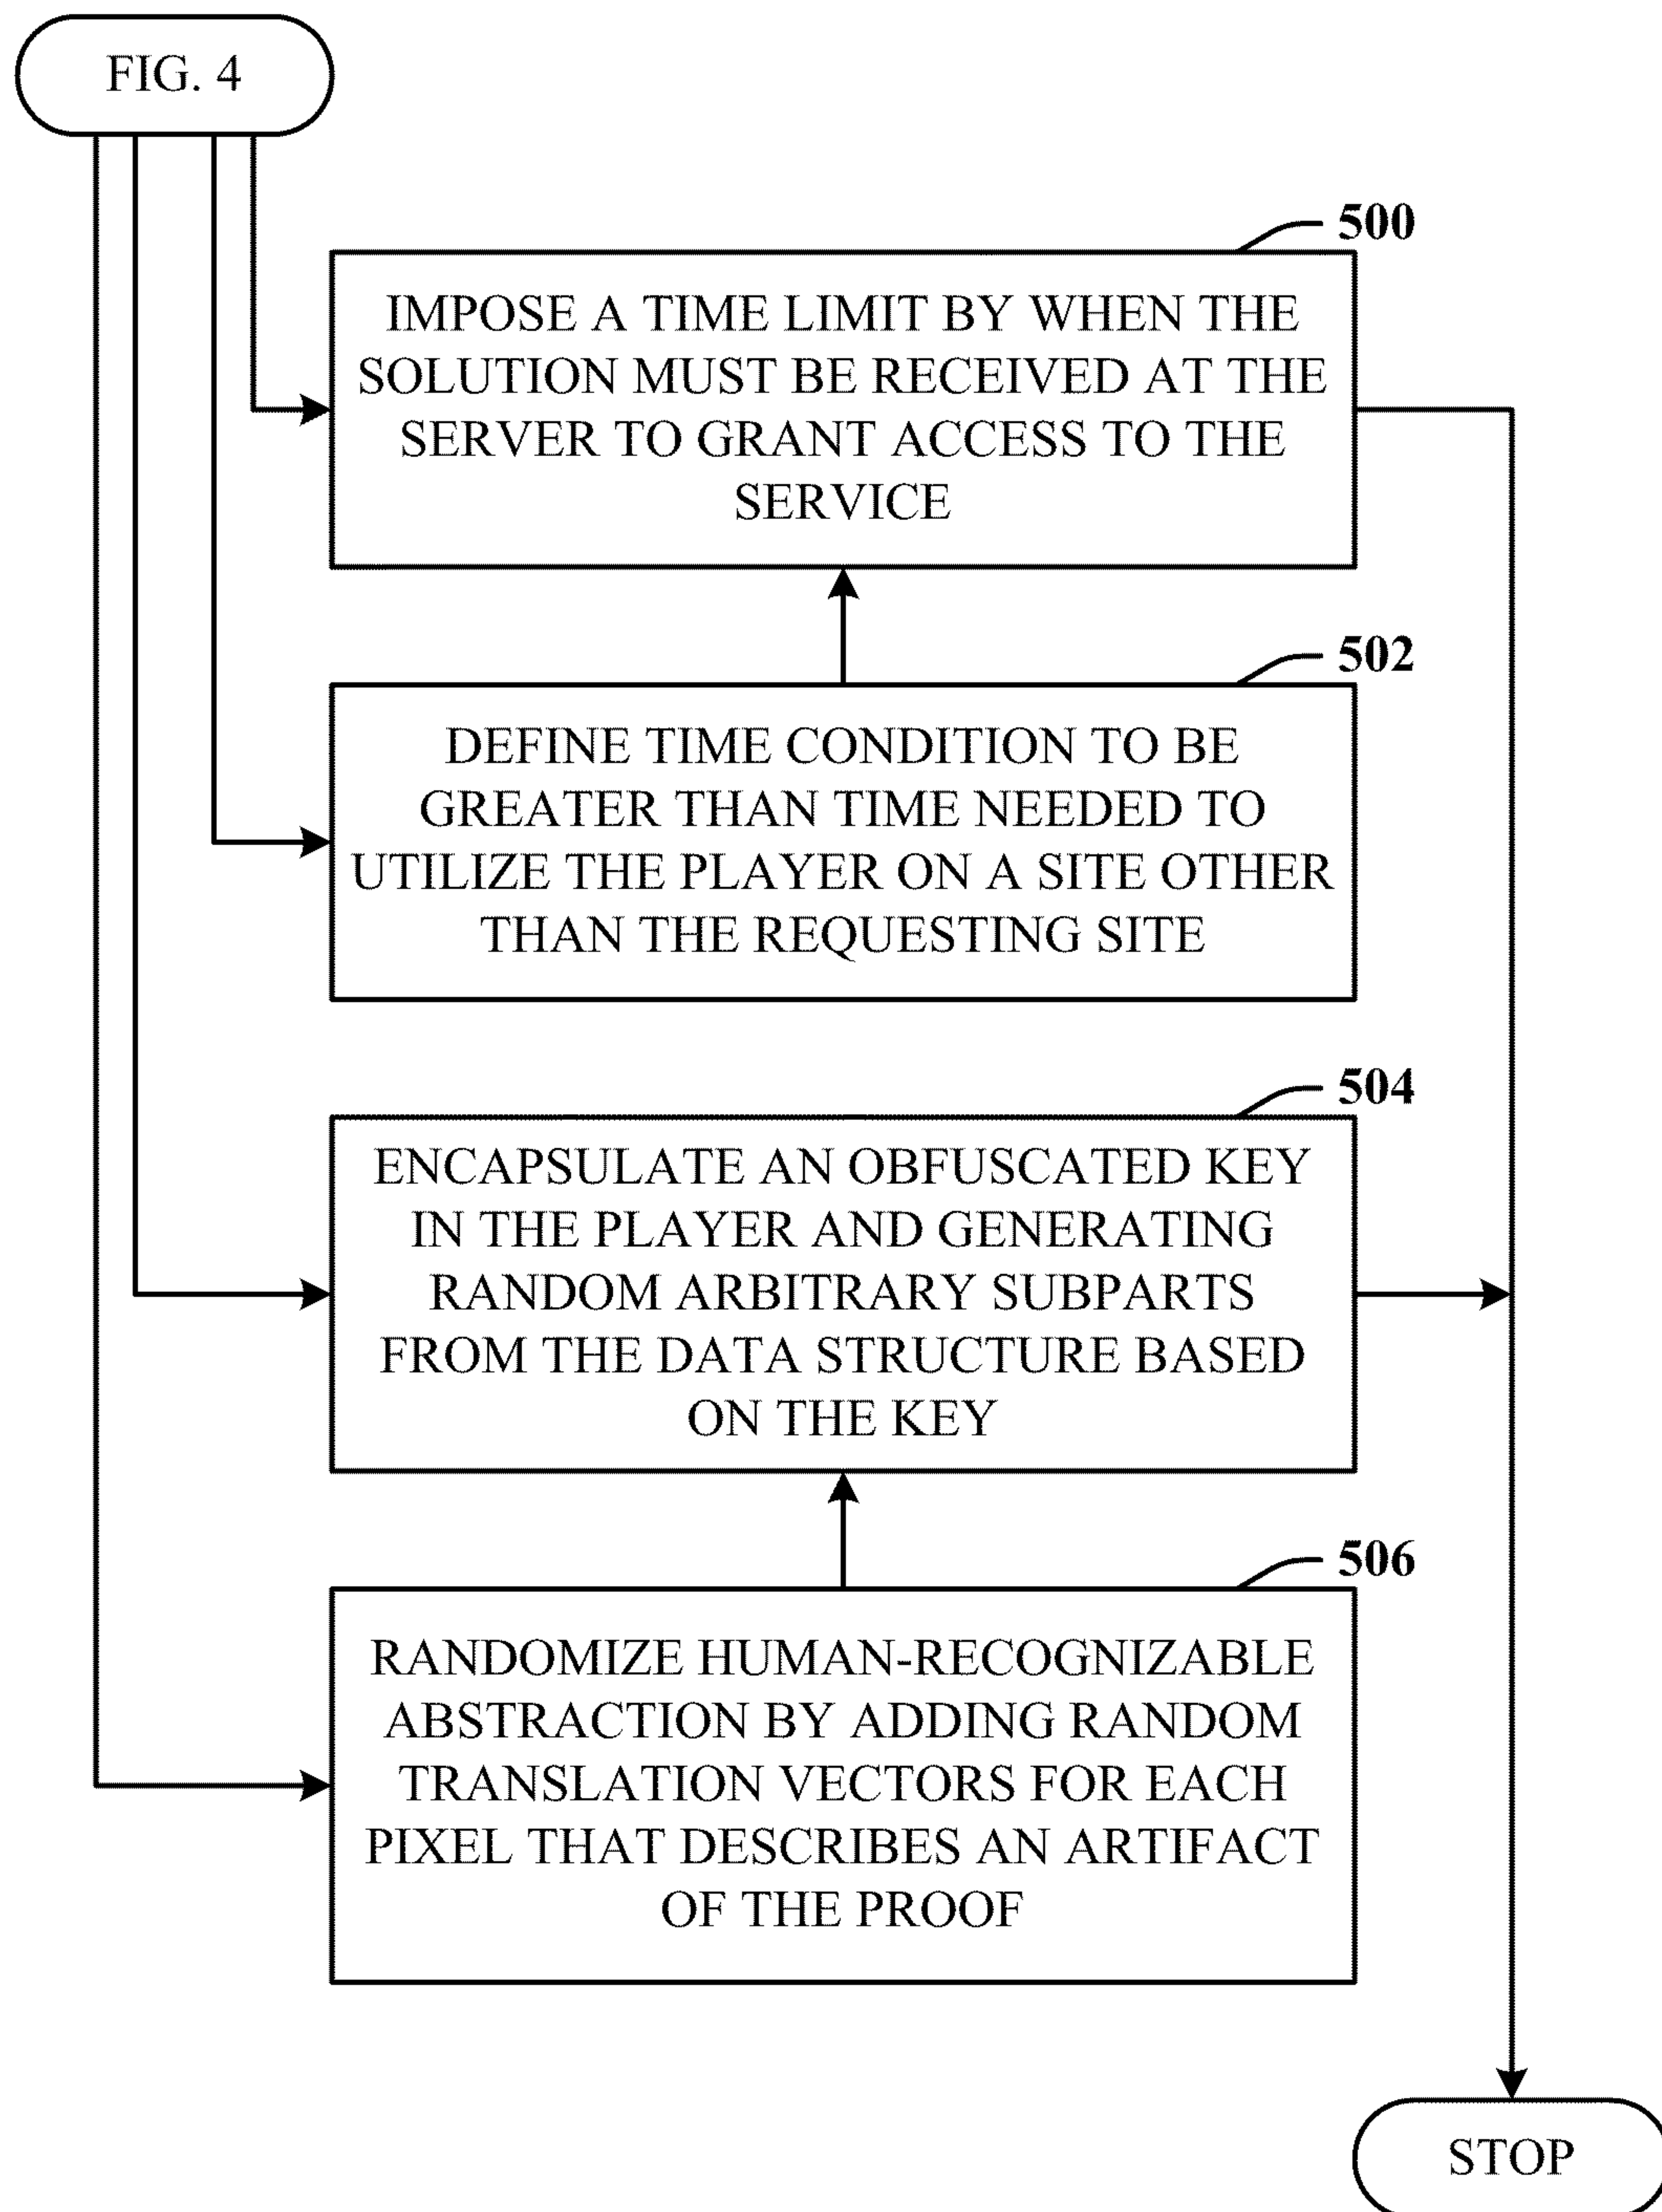 FIG. 4
500
IMPOSE A TIME LIMIT BY WHEN THE
SOLUTION MUST BE RECEIVED AT THE
SERVER TO GRANT ACCESS TO THE
SERVICE
502
DEFINE TIME CONDITION TO BE
GREATER THAN TIME NEEDED TO
UTILIZE THE PLAYER ON A SITE OTHER
THAN THE REQUESTING SITE
504
ENCAPSULATE AN OBFUSCATED KEY
IN THE PLAYER AND GENERATING
RANDOM ARBITRARY SUBPARTS
FROM THE DATA STRUCTURE BASED
ON THE KEY
506
RANDOMIZE HUMAN-RECOGNIZABLE
ABSTRACTION BY ADDING RANDOM
TRANSLATION VECTORS FOR EACH
PIXEL THAT DESCRIBES AN ARTIFACT
OF THE PROOF
STOP